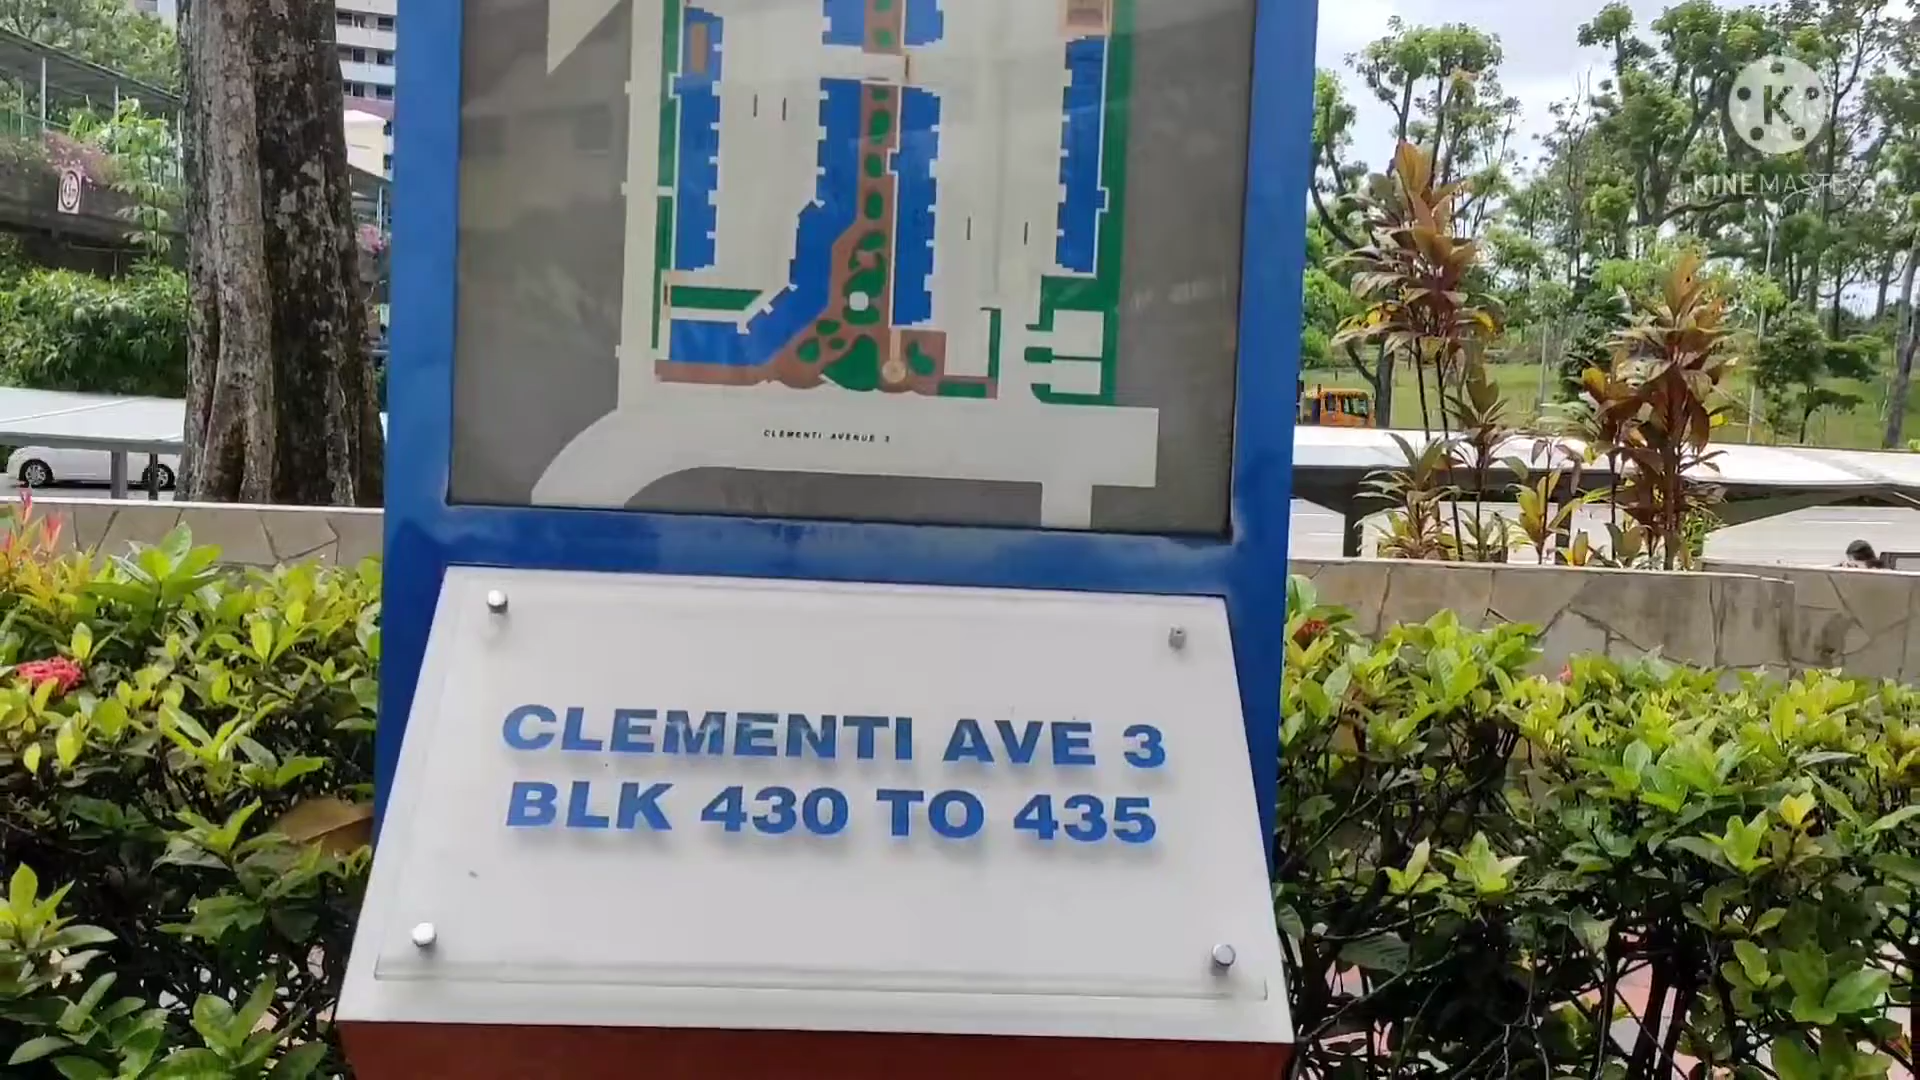 KINEMASTER
CLEMENTI AVENUE 3
CLEMENTI AVE 3
BLK 430 TO 435